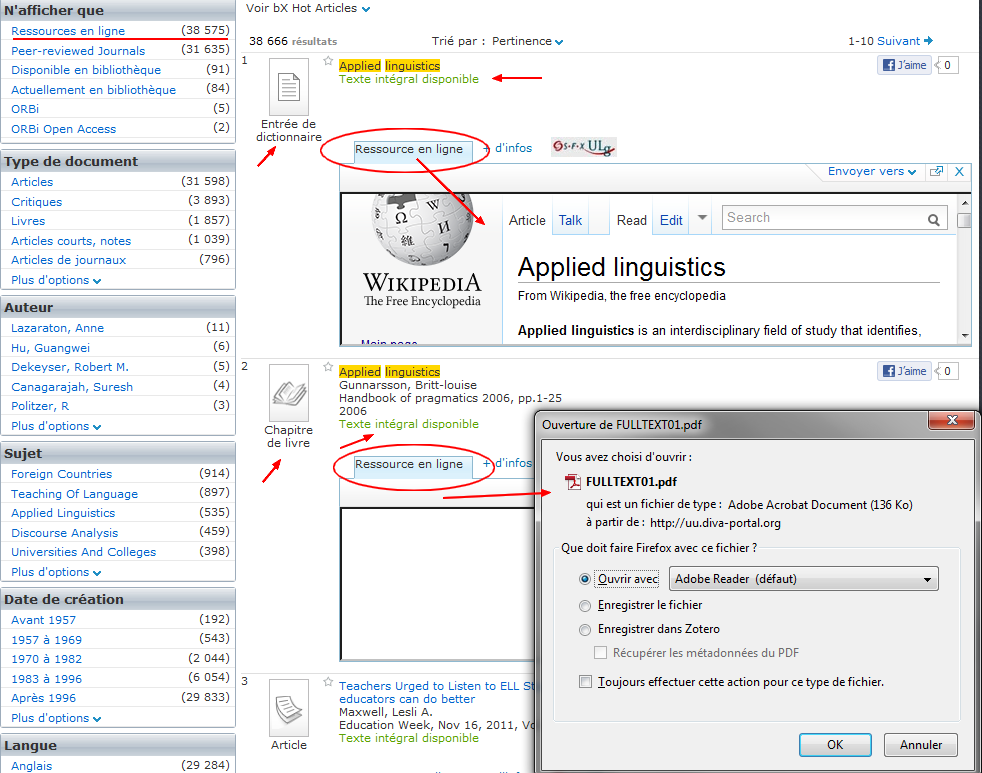 N'afficher que
Ressources en ligne (38 575)
Peer-reviewed Journals (31 635)
Disponible en bibliothèque (91)
Actuellement en bibliothèque (84)
ORBi (5)
ORBi Open Access (2)
Type de document
Articles (31 598)
Critiques (3 893)
Livres (1 857)
Articles courts, notes (1 039)
Articles de journaux (796)
Plus d'options
Auteur
Lazaraton, Anne (11)
Hu, Guangwei (6)
Dekeyser, Robert M. (5)
Canagarajah, Suresh (4)
Politzer, R (3)
Plus d'options
Sujet
Foreign Countries (914)
Teaching Of Language (897)
Applied Linguistics (535)
Discourse Analysis (459)
Universities And Colleges (398)
Plus d'options
Date de création
Avant 1957 (192)
1957 à 1969 (543)
1970 à 1982 (2 044)
1983 à 1996 (6 054)
Après 1996 (29 833)
Plus d'options
Langue
Anglais (29 284)
Voir bX Hot Articles
38 666 résultats Trié par : Pertinence 1-10 Suivant
1
Applied linguistics
Texte intégral disponible
J'aime 0
Entrée de
dictionnaire
Ressource en ligne + d'infos S·F·X ULg
Envoyer vers X
WIKIPEDIA
The Free Encyclopedia
Main page
Article Talk Read Edit Search
Applied linguistics
From Wikipedia, the free encyclopedia
Applied linguistics is an interdisciplinary field of study that identifies,
2
Applied linguistics
Gunnarsson, Britt-louise
Handbook of pragmatics 2006, pp.1-25
2006
Texte intégral disponible
J'aime 0
Chapitre
de livre
Ressource en ligne + d'infos
3
Teachers Urged to Listen to ELL
educators can do better
Maxwell, Lesli A.
Education Week, Nov 16, 2011,
Texte intégral disponible
Article
Ouverture de FULLTEXT01.pdf
Vous avez choisi d'ouvrir :
FULLTEXT01.pdf
qui est un fichier de type : Adobe Acrobat Document (136 Ko)
à partir de : http://uu.diva-portal.org
Que doit faire Firefox avec ce fichier ?
Ouvrir avec Adobe Reader (défaut)
Enregistrer le fichier
Enregistrer dans Zotero
Récupérer les métadonnées du PDF
Toujours effectuer cette action pour ce type de fichier.
OK Annuler